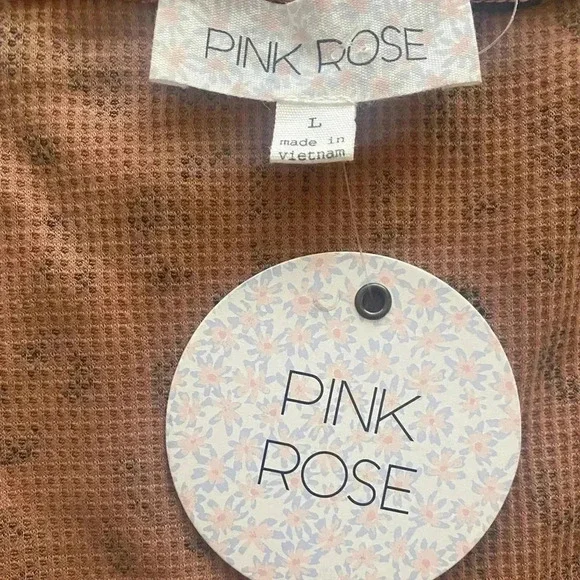 PINK ROSE
L
made in
vietnam
PINK
ROSE